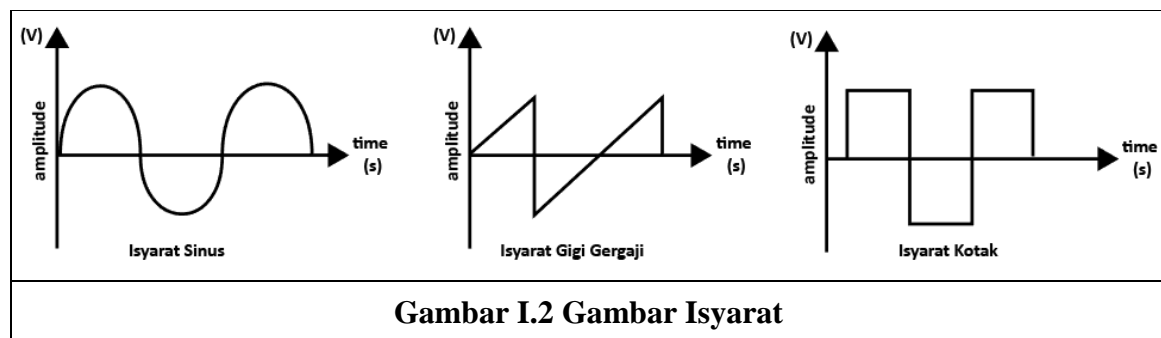 (V)
amplitude
time
(s)
Isyarat Sinus
(V)
amplitude
time
(s)
Isyarat Gigi Gergaji
(V)
amplitude
time
(s)
Isyarat Kotak
Gambar I.2 Gambar Isyarat